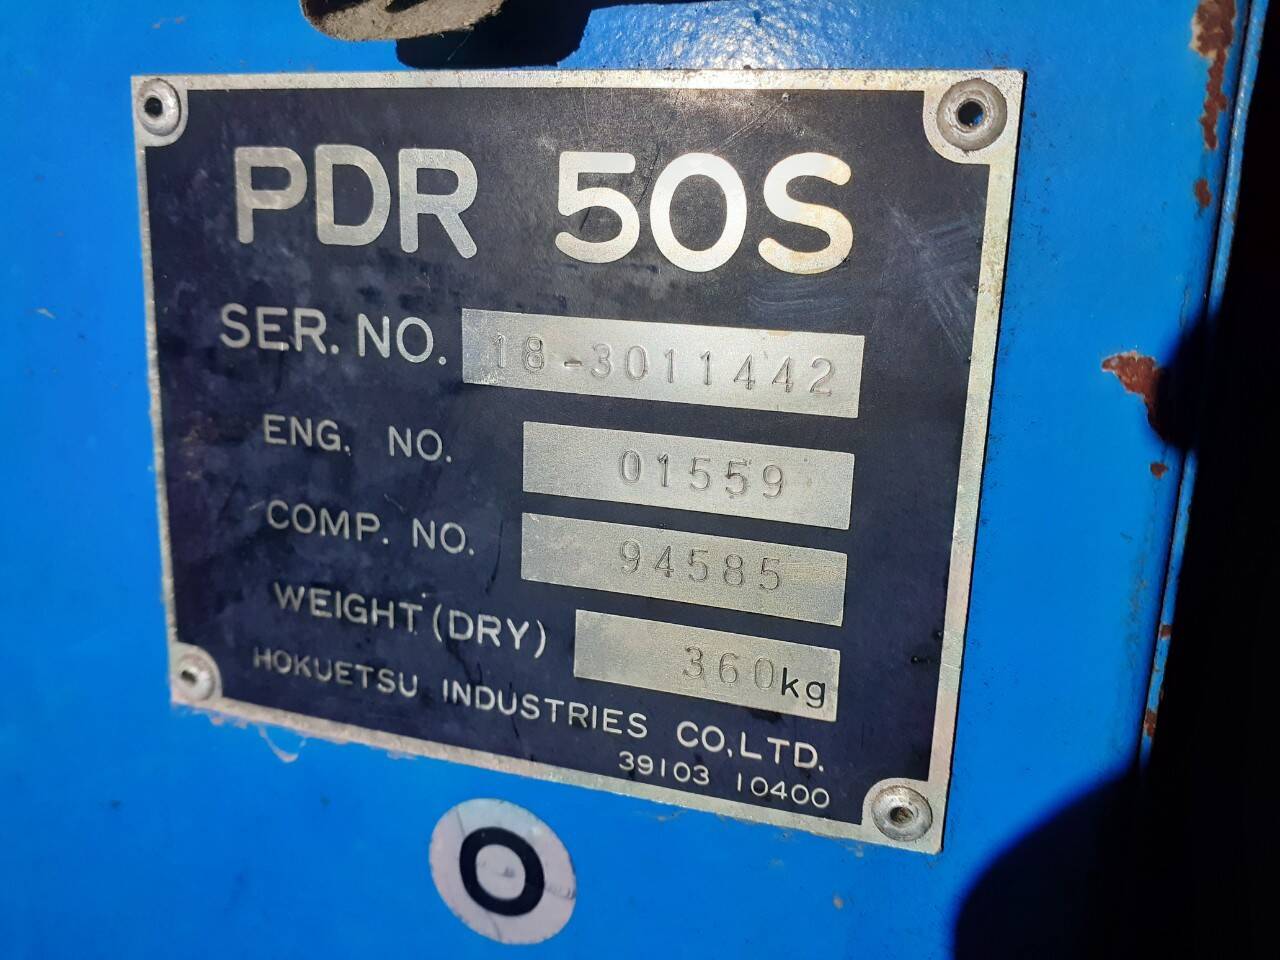 PDR 50S
SER. NO. 18-3011442
ENG. NO. 01559
COMP. NO. 94585
WEIGHT (DRY) 360kg
HOKUETSU INDUSTRIES CO.,LTD.
39103 10400
O